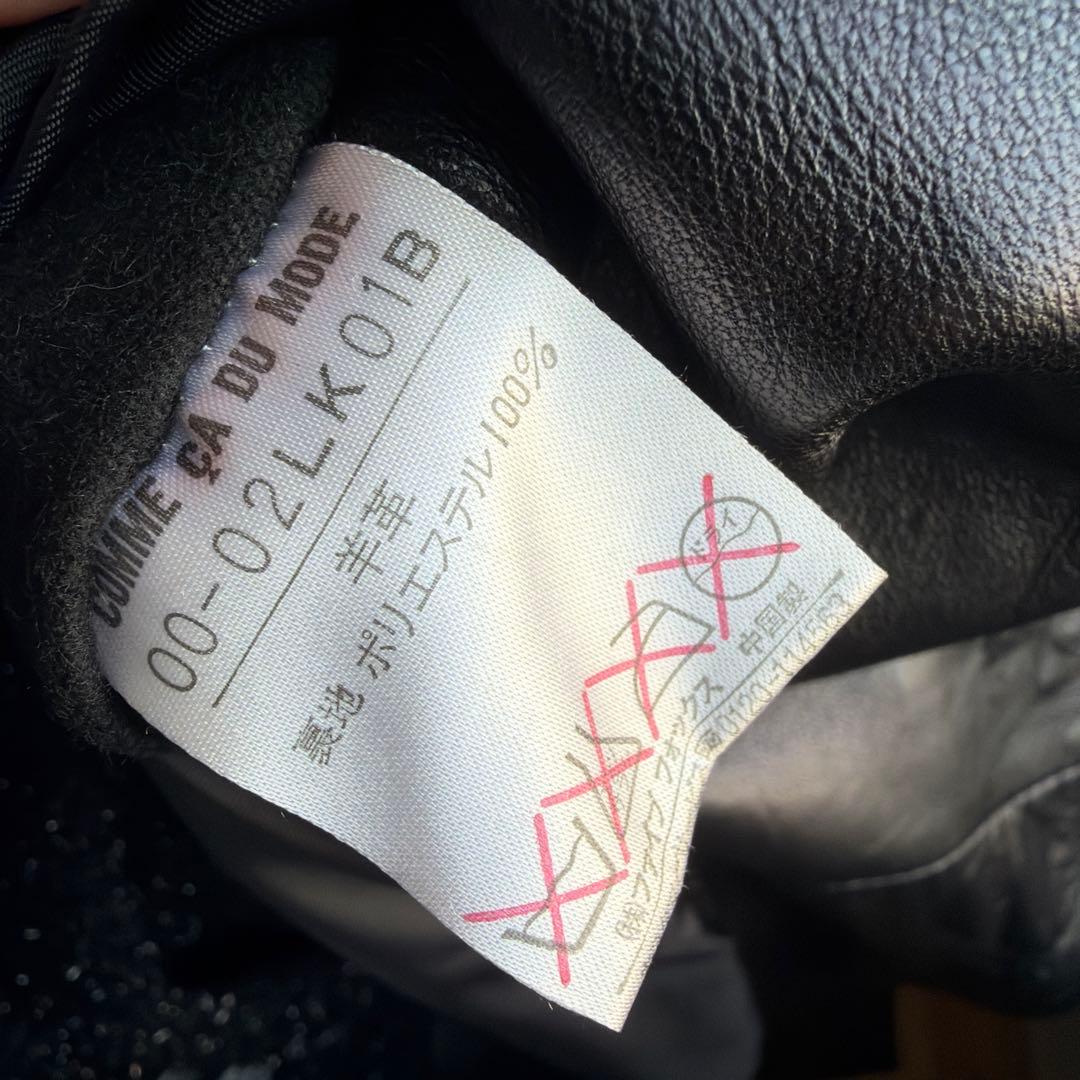 COMME ÇA DU MODE
00-02LK01B
羊革
裏地 ポリエステル100%
ドライ
中国製
(株)ファイブ フォックス